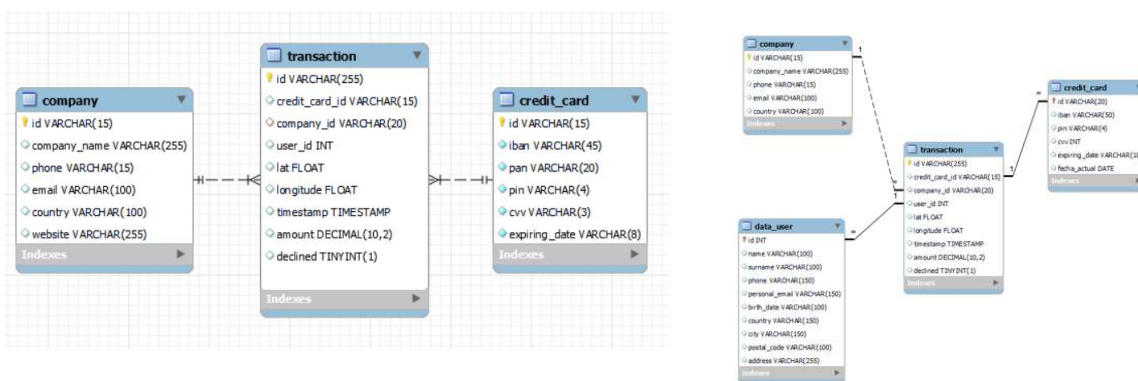 transaction
id VARCHAR(255)
credit_card_id VARCHAR(15)
company_id VARCHAR(20)
user_id INT
lat FLOAT
longitude FLOAT
timestamp TIMESTAMP
amount DECIMAL(10,2)
declined TINYINT(1)
Indexes
company
id VARCHAR(15)
company_name VARCHAR(255)
phone VARCHAR(15)
email VARCHAR(100)
country VARCHAR(100)
website VARCHAR(255)
Indexes
credit_card
id VARCHAR(15)
iban VARCHAR(45)
pan VARCHAR(20)
pin VARCHAR(4)
cvv VARCHAR(3)
expiring_date VARCHAR(8)
Indexes
company
id VARCHAR(15)
company_name VARCHAR(255)
phone VARCHAR(15)
email VARCHAR(100)
country VARCHAR(100)
Indexes
1
credit_card
id VARCHAR(20)
iban VARCHAR(50)
pin VARCHAR(4)
cvv INT
expiring_date VARCHAR(10
fecha_actual DATE
Indexes
∞
transaction
id VARCHAR(255)
credit_card_id VARCHAR(15)
company_id VARCHAR(20)
user_id INT
lat FLOAT
longitude FLOAT
timestamp TIMESTAMP
amount DECIMAL(10,2)
declined TINYINT(1)
Indexes
1
1
data_user
id INT
name VARCHAR(100)
surname VARCHAR(100)
phone VARCHAR(150)
personal_email VARCHAR(150)
birth_date VARCHAR(100)
country VARCHAR(150)
city VARCHAR(150)
postal_code VARCHAR(100)
address VARCHAR(255)
Indexes
∞